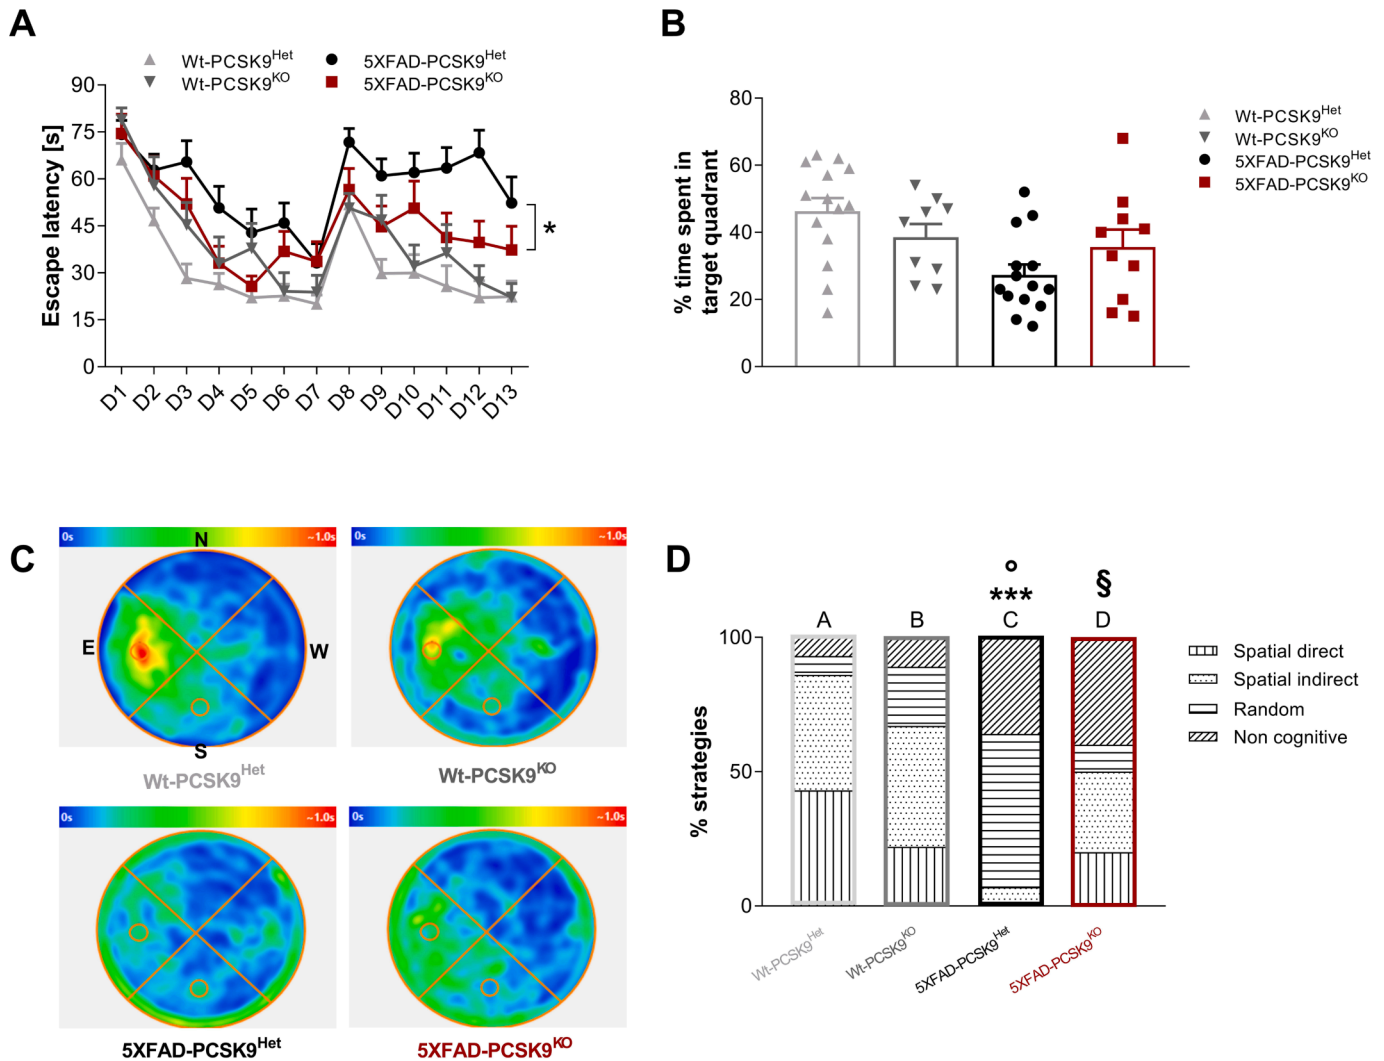 A
Wt-PCSK9Het
5XFAD-PCSK9Het
Wt-PCSK9KO
5XFAD-PCSK9KO
Escape latency [s]
90
75
60
45
30
15
0
*
D1 D2 D3 D4 D5 D6 D7 D8 D9 D10 D11 D12 D13
B
% time spent in
target quadrant
80
60
40
20
0
Wt-PCSK9Het
Wt-PCSK9KO
5XFAD-PCSK9Het
5XFAD-PCSK9KO
C
0s ~1.0s
N
E
W
S
Wt-PCSK9Het
0s ~1.0s
Wt-PCSK9KO
0s ~1.0s
5XFAD-PCSK9Het
0s ~1.0s
5XFAD-PCSK9KO
D
° 
*** §
A B C D
% strategies
100
50
0
Wt-PCSK9Het
Wt-PCSK9KO
5XFAD-PCSK9Het
5XFAD-PCSK9KO
Spatial direct
Spatial indirect
Random
Non cognitive